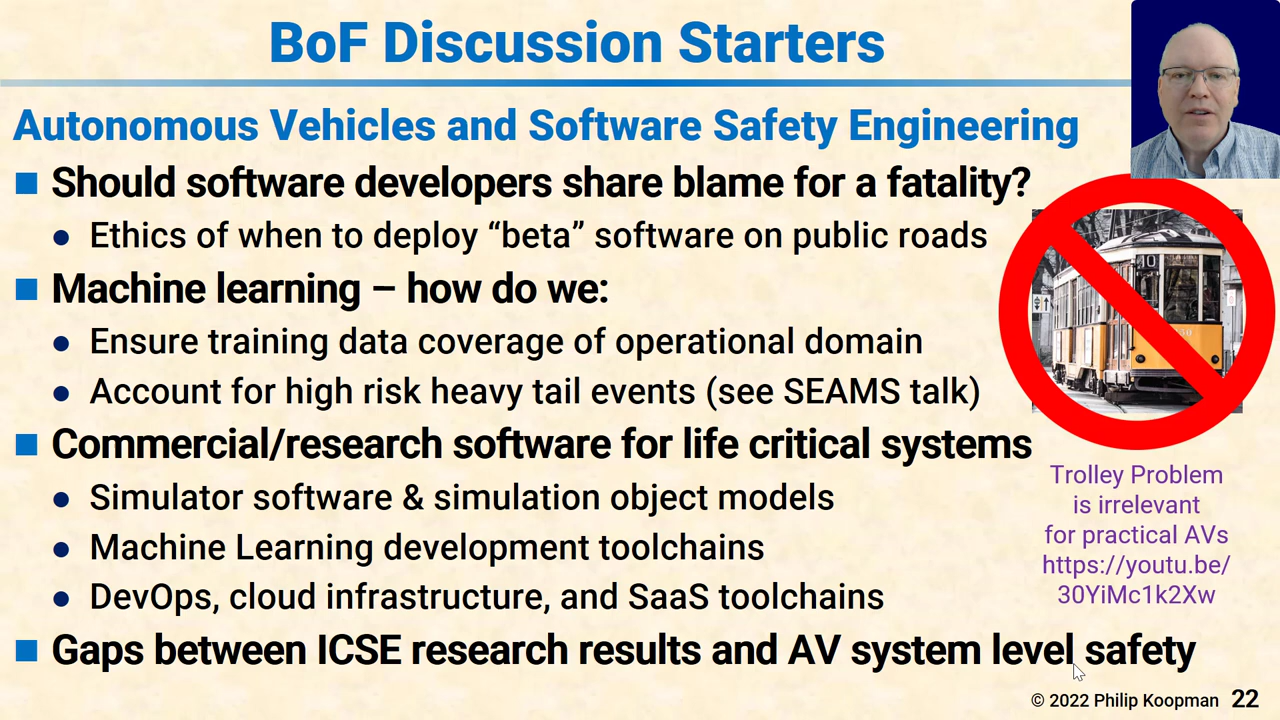 BoF Discussion Starters
Autonomous Vehicles and Software Safety Engineering
Should software developers share blame for a fatality?
Ethics of when to deploy “beta” software on public roads
Machine learning – how do we:
Ensure training data coverage of operational domain
Account for high risk heavy tail events (see SEAMS talk)
Commercial/research software for life critical systems
Simulator software & simulation object models
Machine Learning development toolchains
DevOps, cloud infrastructure, and SaaS toolchains
Gaps between ICSE research results and AV system level safety
Trolley Problem
is irrelevant
for practical AVs
https://youtu.be/
30YiMc1k2Xw
© 2022 Philip Koopman 22